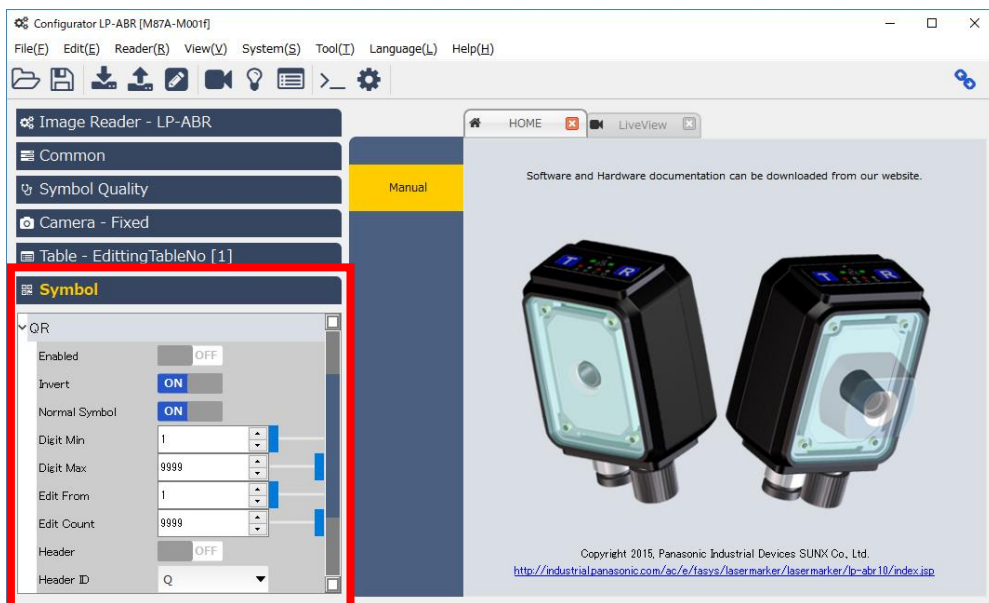 Configurator LP-ABR [M87A-M001f]
File(F) Edit(E) Reader(R) View(V) System(S) Tool(T) Language(L) Help(H)
Image Reader - LP-ABR
HOME
LiveView
Common
Symbol Quality
Manual
Software and Hardware documentation can be downloaded from our website.
Camera - Fixed
Table - EdittingTableNo [1]
T R
T R
Symbol
QR
Enabled OFF
Invert ON
Normal Symbol ON
Digit Min 1
Digit Max 9999
Edit From 1
Edit Count 9999
Header OFF
Header ID Q
Copyright 2015, Panasonic Industrial Devices SUNX Co., Ltd.
http://industrial.panasonic.com/ac/e/fasys/lasermarker/lasermarker/lp-abr10/index.jsp